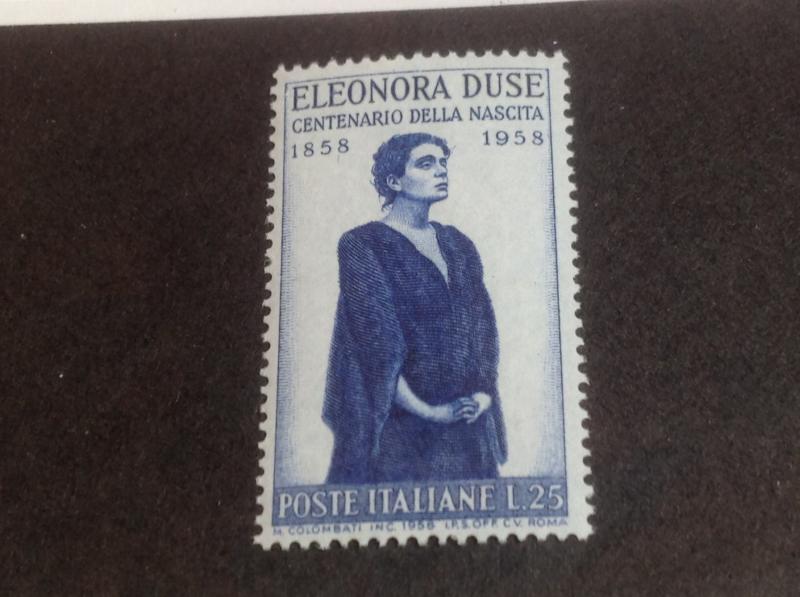 ELEONORA DUSE
CENTENARIO DELLA NASCITA
1858 1958
POSTE ITALIANE L.25
M. COLOMBATI INC. 1958 I.P.S. OFF. C.V. ROMA